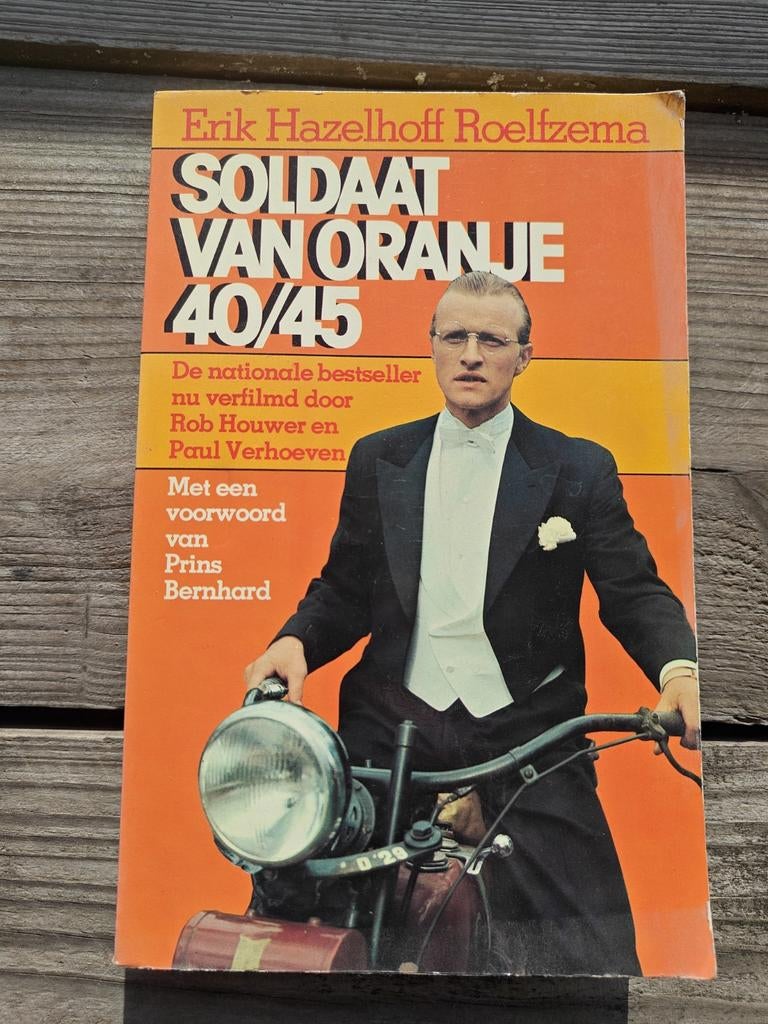 Erik Hazelhoff Roelfzema
SOLDAAT
VAN ORANJE
40/45
De nationale bestseller
nu verfilmd door
Rob Houwer en
Paul Verhoeven
Met een
voorwoord
van
Prins
Bernhard
D '29